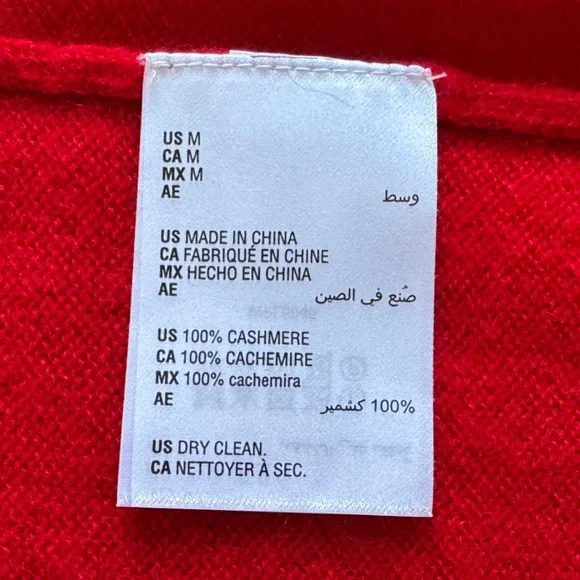 US M
CA M
MX M
AE وسط
US MADE IN CHINA
CA FABRIQUÉ EN CHINE
MX HECHO EN CHINA
AE صُنع في الصين
US 100% CASHMERE
CA 100% CACHEMIRE
MX 100% cachemira
AE 100% كشمير
US DRY CLEAN.
CA NETTOYER À SEC.